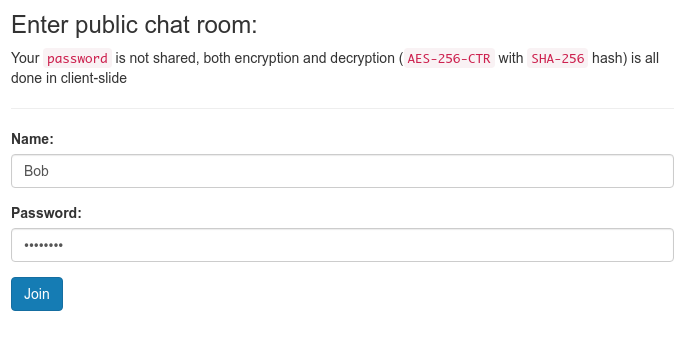 Enter public chat room:
Your password is not shared, both encryption and decryption ( AES-256-CTR with SHA-256 hash) is all
done in client-slide
Name:
Bob
Password:
••••••••
Join